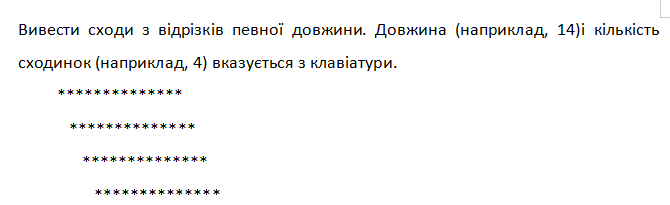 Вивести сходи з відрізків певної довжини. Довжина (наприклад, 14)і кількість
сходинок (наприклад, 4) вказується з клавіатури.
**************
**************
**************
**************